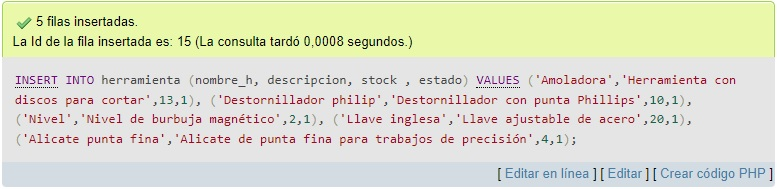 5 filas insertadas.
La Id de la fila insertada es: 15 (La consulta tardó 0,0008 segundos.)
INSERT INTO herramienta (nombre_h, descripcion, stock , estado) VALUES ('Amoladora','Herramienta con
discos para cortar',13,1), ('Destornillador philip','Destornillador con punta Phillips',10,1),
('Nivel','Nivel de burbuja magnético',2,1), ('Llave inglesa','Llave ajustable de acero',20,1),
('Alicate punta fina','Alicate de punta fina para trabajos de precisión',4,1);
[ Editar en línea ] [ Editar ] [ Crear código PHP ]